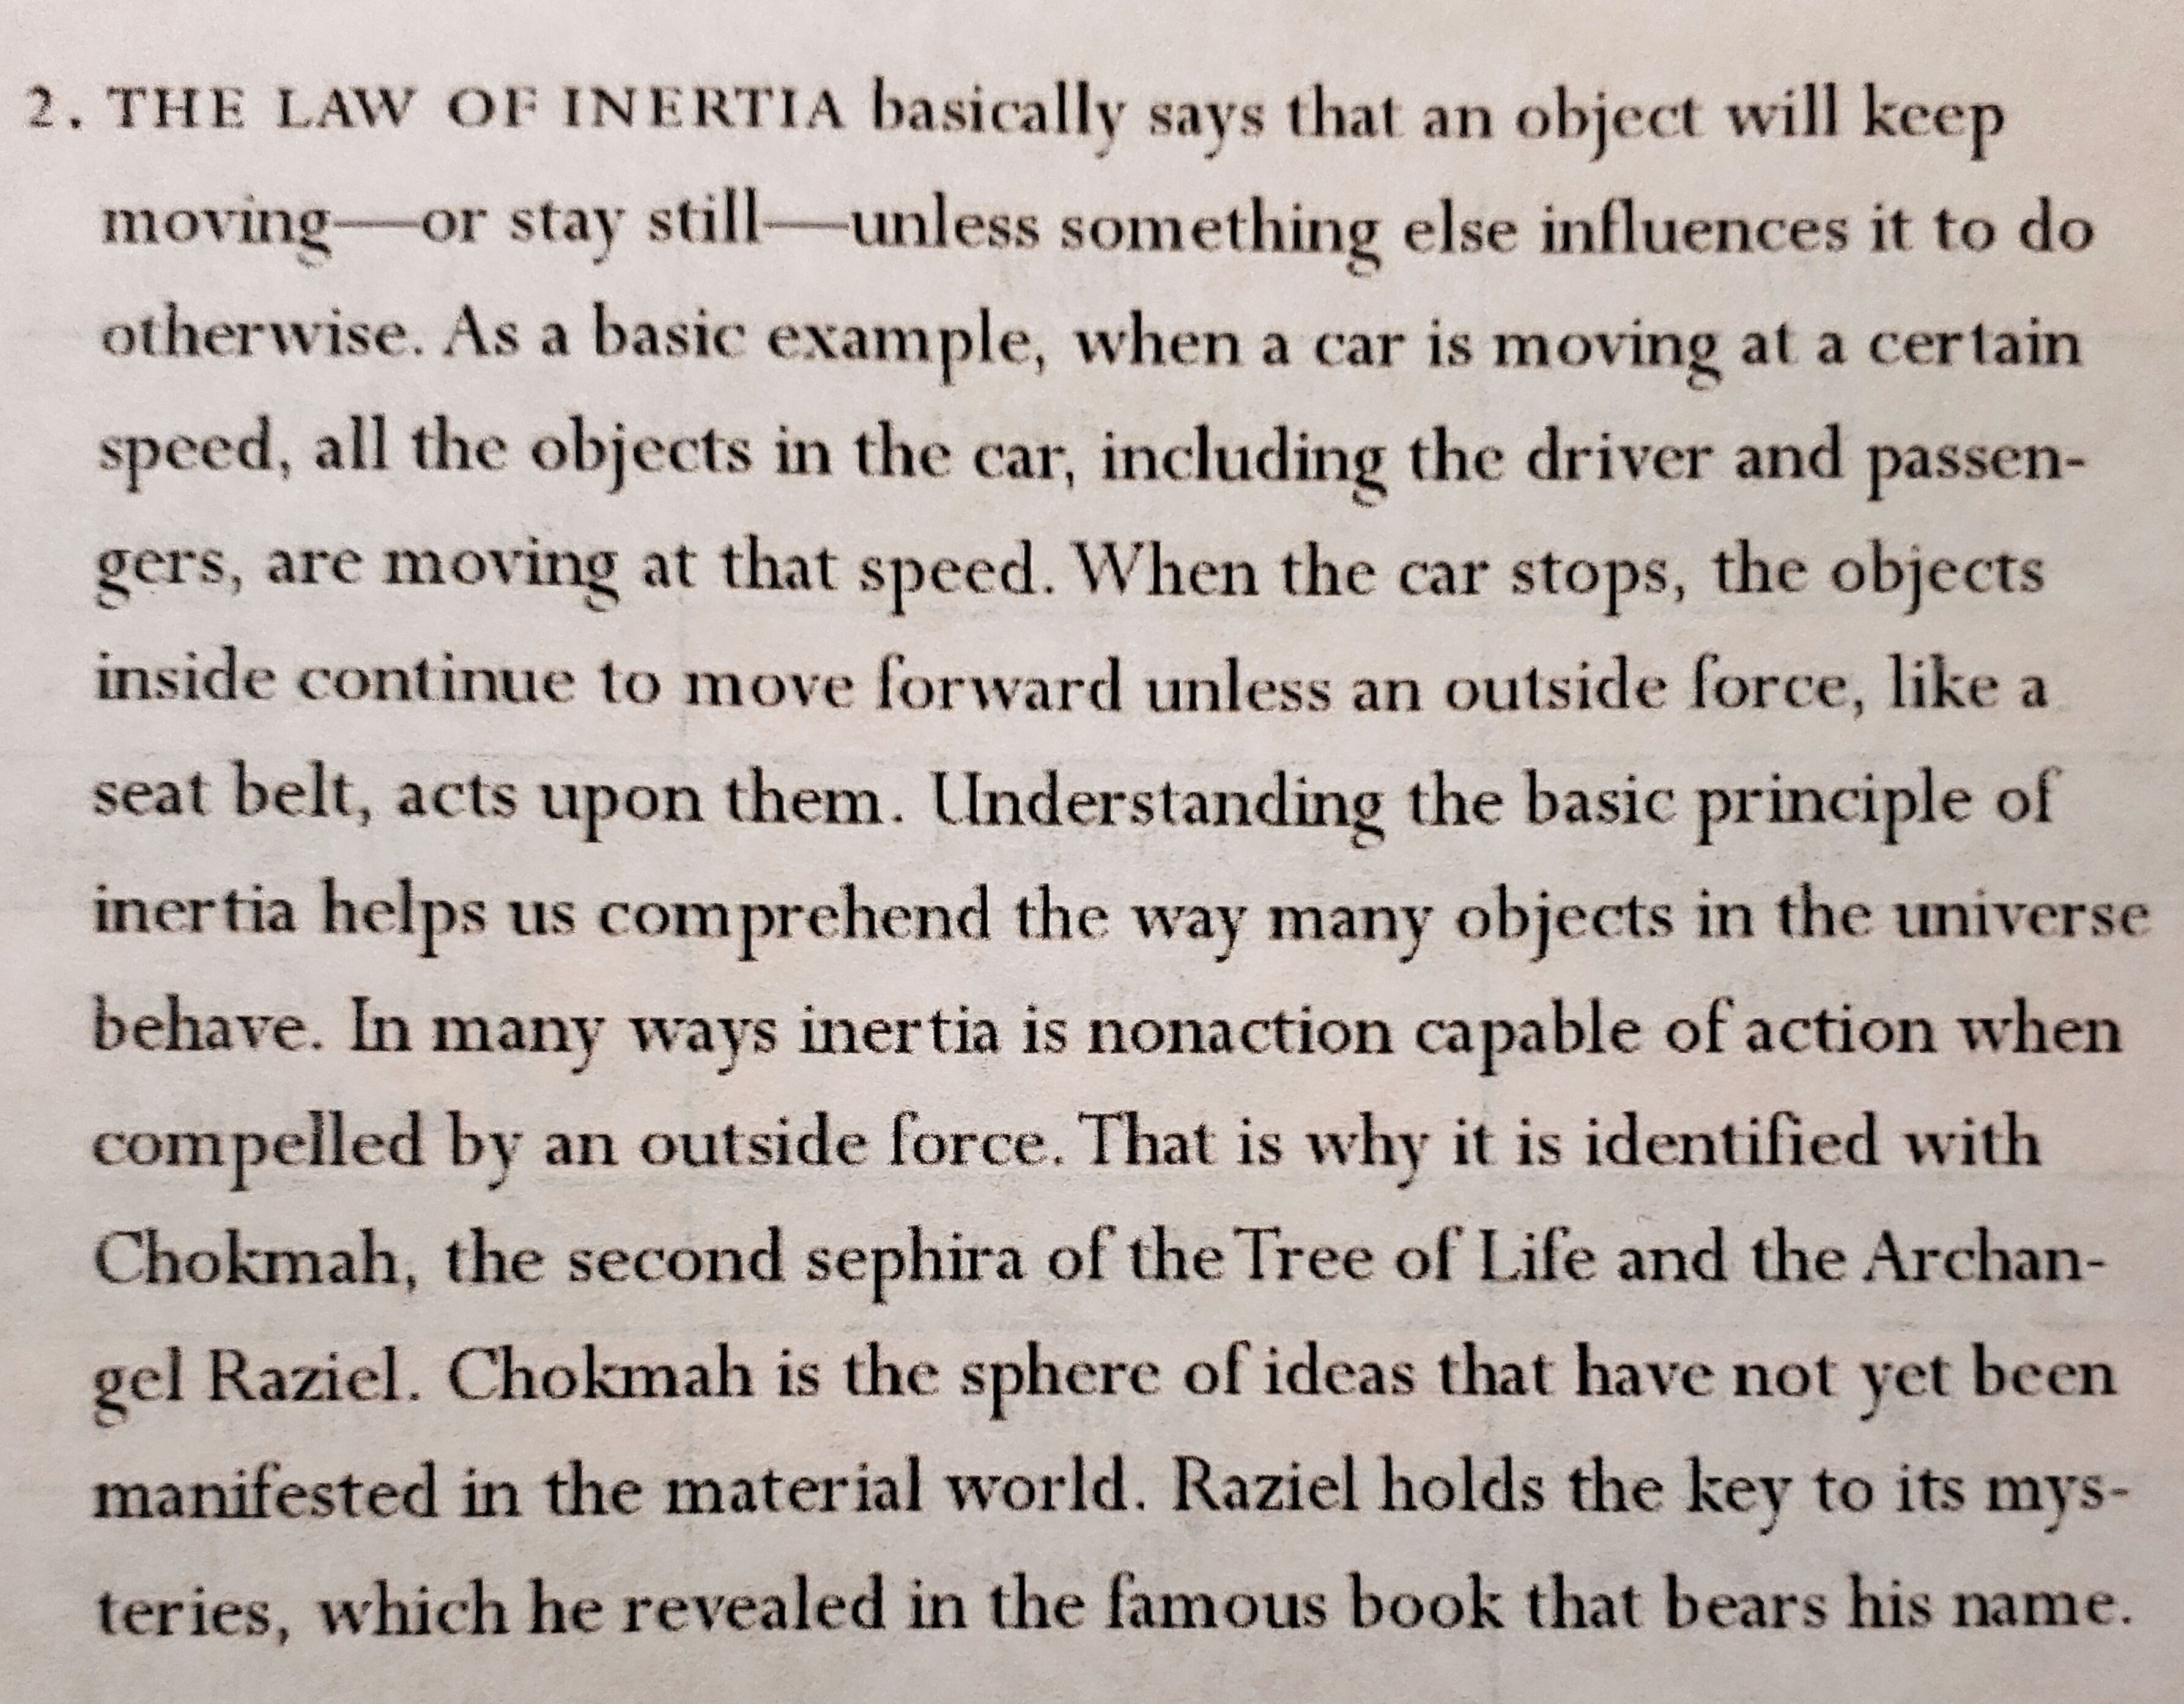 2. THE LAW OF INERTIA basically says that an object will keep
moving—or stay still—unless something else influences it to do
otherwise. As a basic example, when a car is moving at a certain
speed, all the objects in the car, including the driver and passen-
gers, are moving at that speed. When the car stops, the objects
inside continue to move forward unless an outside force, like a
seat belt, acts upon them. Understanding the basic principle of
inertia helps us comprehend the way many objects in the universe
behave. In many ways inertia is nonaction capable of action when
compelled by an outside force. That is why it is identified with
Chokmah, the second sephira of the Tree of Life and the Archan-
gel Raziel. Chokmah is the sphere of ideas that have not yet been
manifested in the material world. Raziel holds the key to its mys-
teries, which he revealed in the famous book that bears his name.